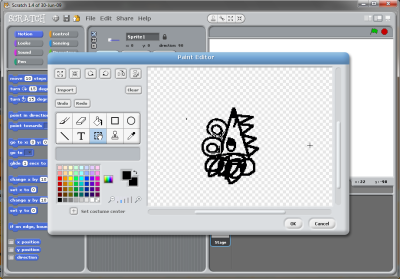 Scratch 1.4 of 30-Jun-09
SCRATCH
File Edit Share Help
Motion Control
Looks Sensing
Sound
Pen
Sprite1
direction
move 10 steps
turn 15 degrees
turn 15 degrees
point in direction
point towards
go to x: 0 y: 0
go to
glide 1 secs to x
change x by 10
set x to 0
change y by 10
set y to 0
if on edge, bounce
x position
y position
direction
Paint Editor
Import
Clear
Undo
Redo
T
Set costume center
OK
Cancel
Stage